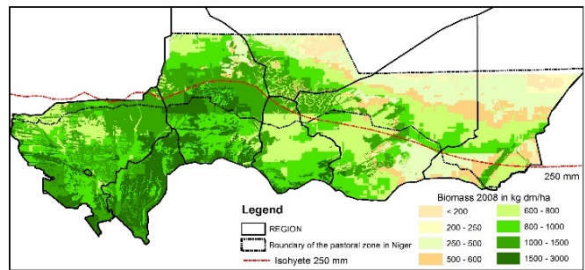 250 mm
Legend
REGION
Boundary of the pastoral zone in Niger
Isohyete 250 mm
Biomass 2008 in kg dm/ha
< 200
200 - 250
250 - 500
500 - 600
600 - 800
800 - 1000
1000 - 1500
1500 - 3000